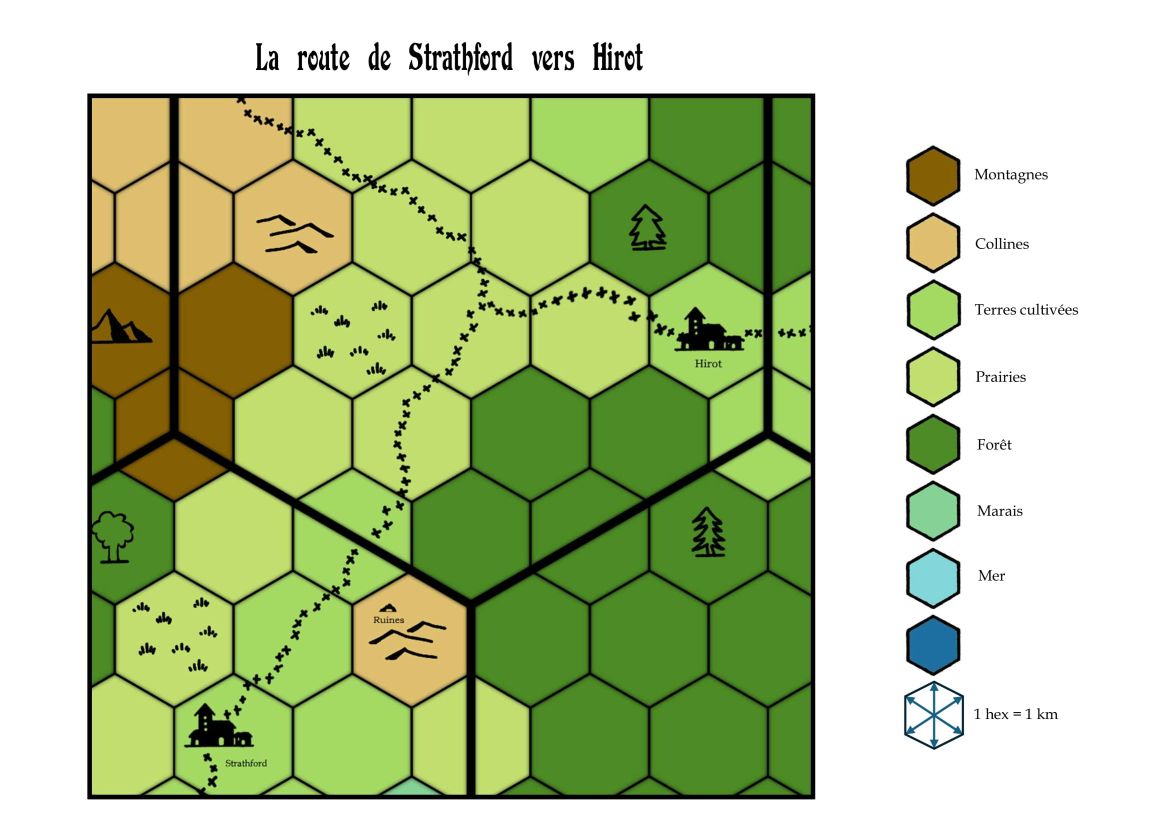 La route de Strathford vers Hirot
Montagnes
Collines
Terres cultivées
Hirot
Prairies
Forêt
Marais
Mer
Ruines
1 hex = 1 km
Strathford